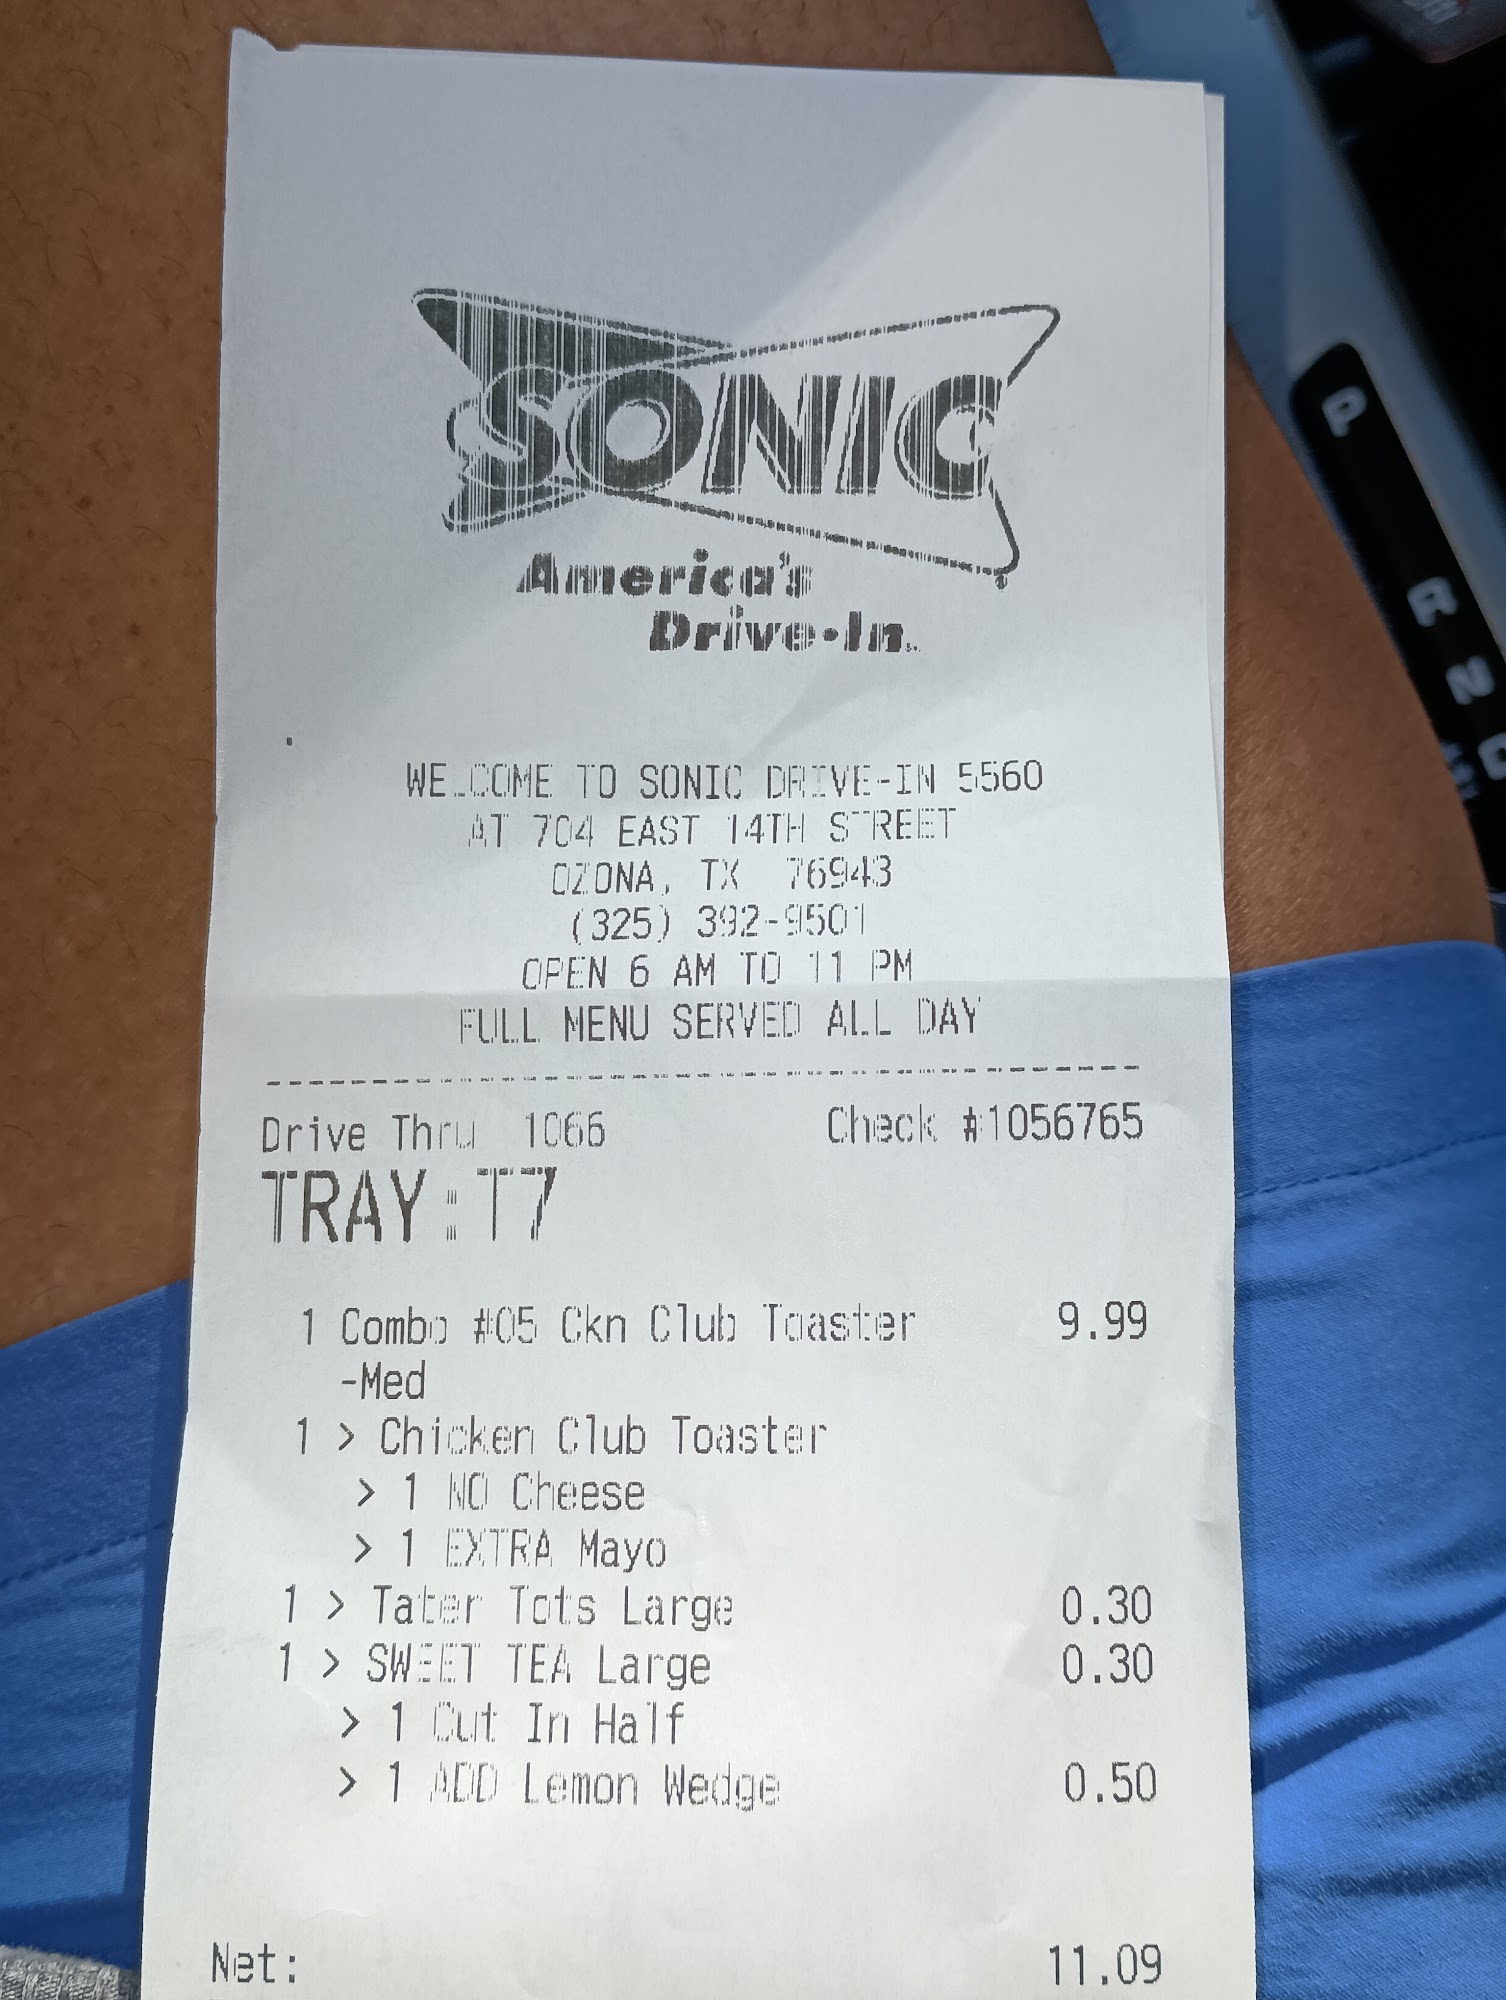 SONIC
America's
Drive-In
WELCOME TO SONIC DRIVE-IN 5560
AT 704 EAST 14TH STREET
OZONA, TX 76943
(325) 392-9501
OPEN 6 AM TO 11 PM
FULL MENU SERVED ALL DAY
Drive Thru 1066 Check #1056765
TRAY:T7
1 Combo #05 Ckn Club Toaster 9.99
-Med
1 > Chicken Club Toaster
> 1 NO Cheese
> 1 EXTRA Mayo
1 > Tater Tots Large 0.30
1 > SWEET TEA Large 0.30
> 1 Cut In Half
> 1 ADD Lemon Wedge 0.50
Net: 11.09
P
R
N
D